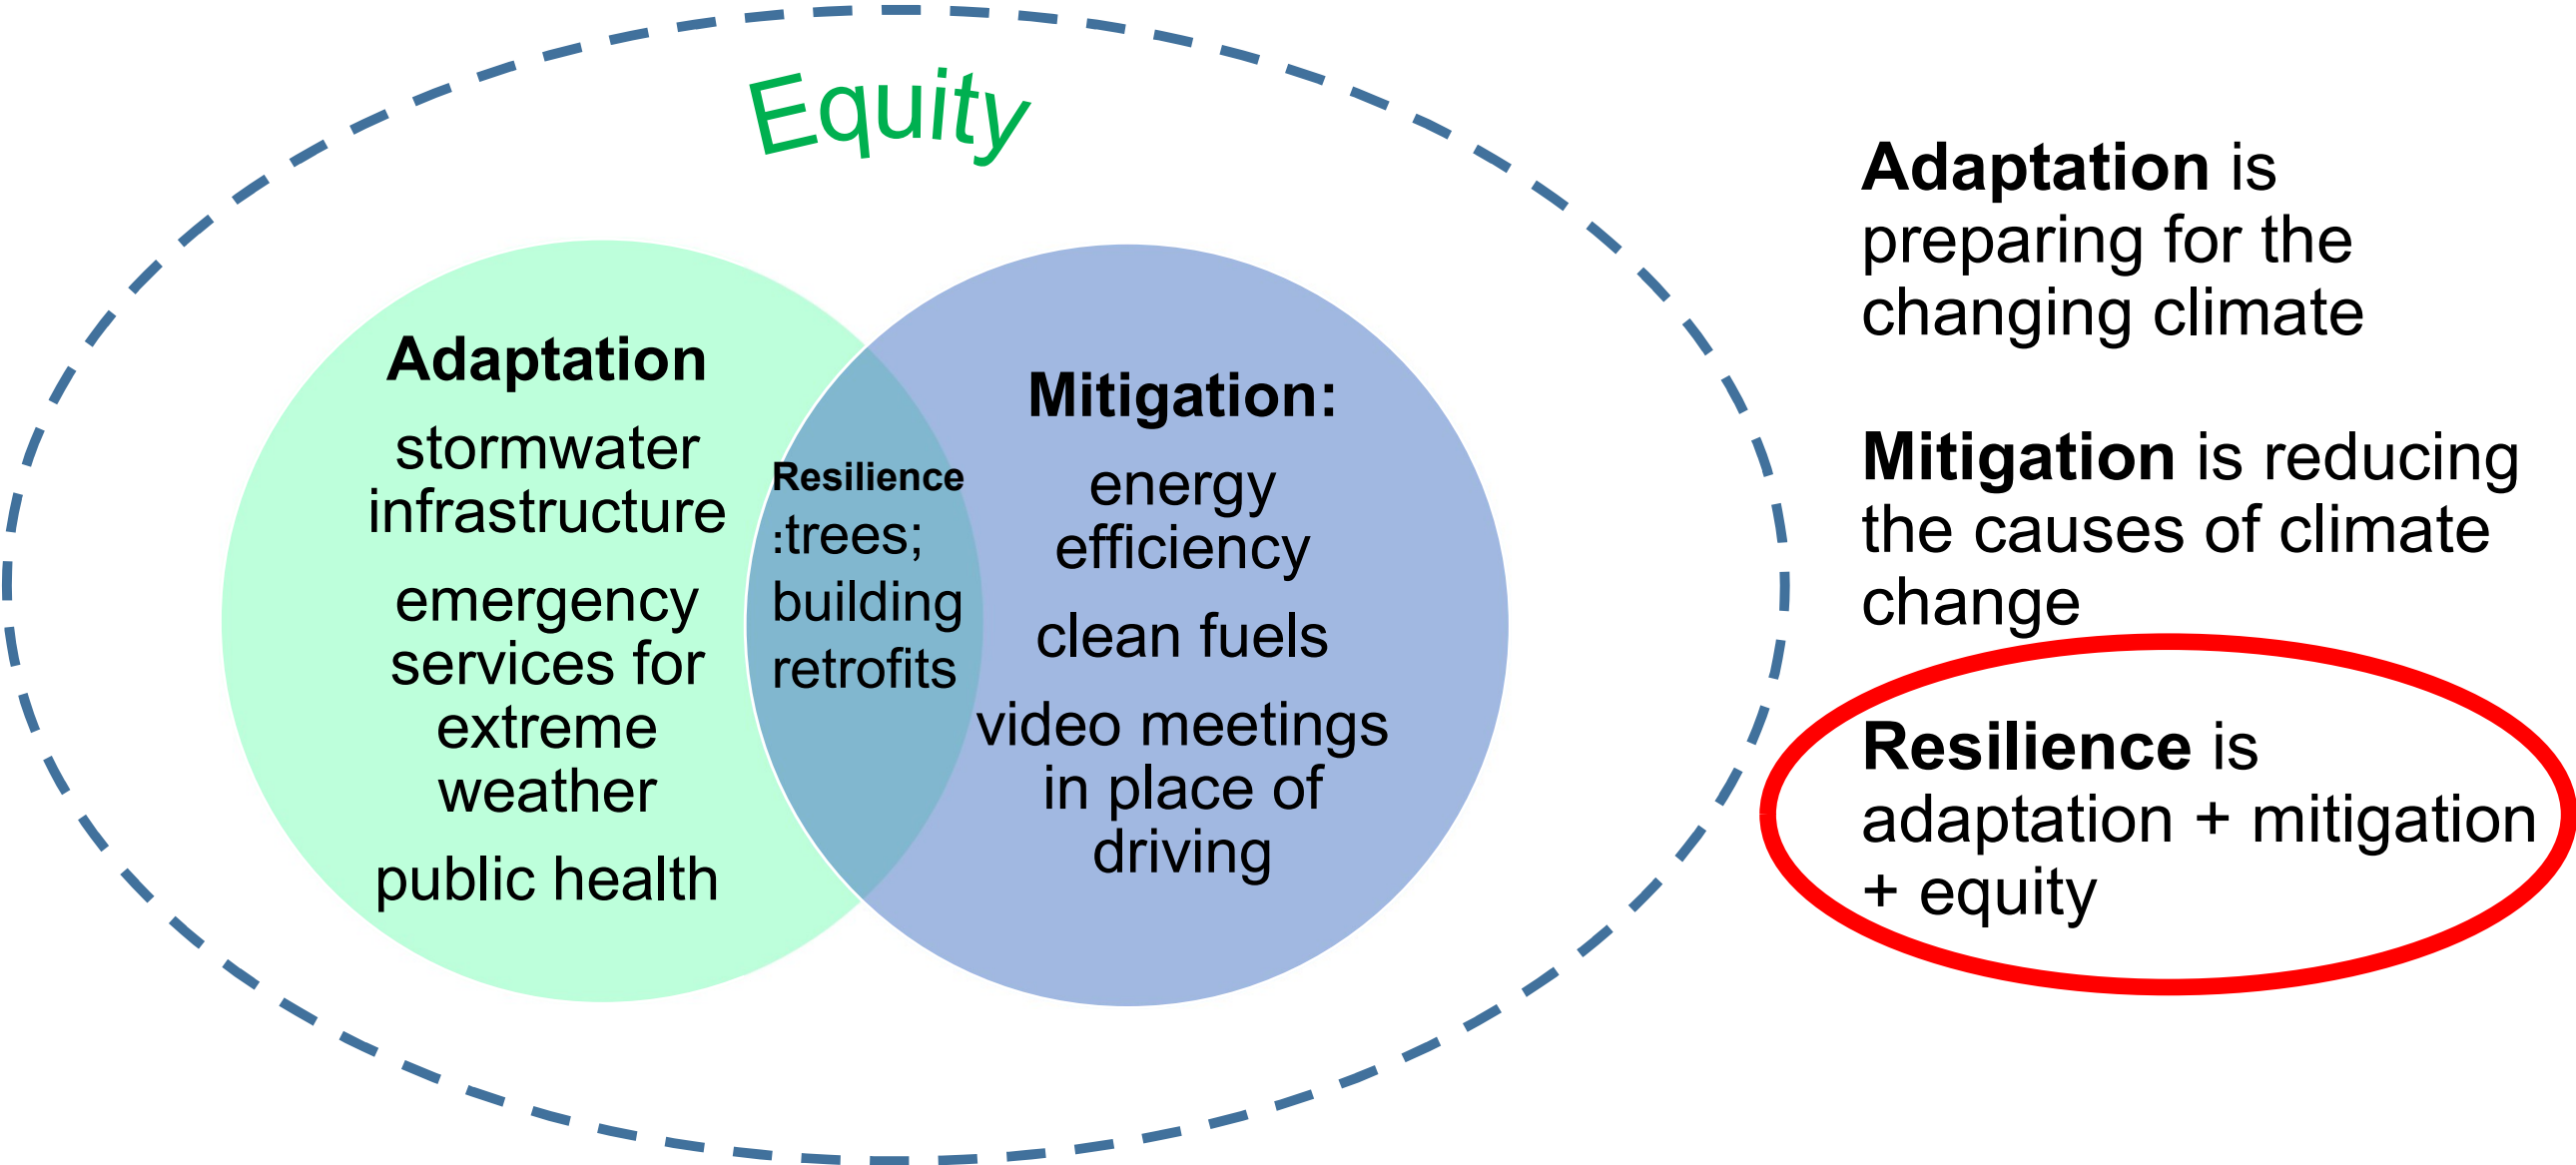 Equity
Adaptation
stormwater
infrastructure
emergency
services for
extreme
weather
public health
Resilience
:trees;
building
retrofits
Mitigation:
energy
efficiency
clean fuels
video meetings
in place of
driving
Adaptation is
preparing for the
changing climate
Mitigation is reducing
the causes of climate
change
Resilience is
adaptation + mitigation
+ equity